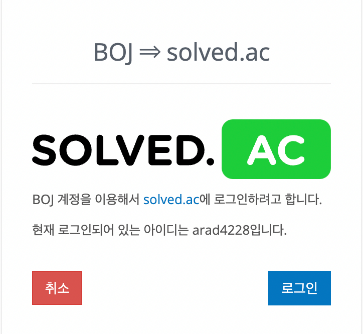 BOJ ⇒ solved.ac
SOLVED. AC
BOJ 계정을 이용해서 solved.ac에 로그인하려고 합니다.
현재 로그인되어 있는 아이디는 arad4228입니다.
취소 로그인